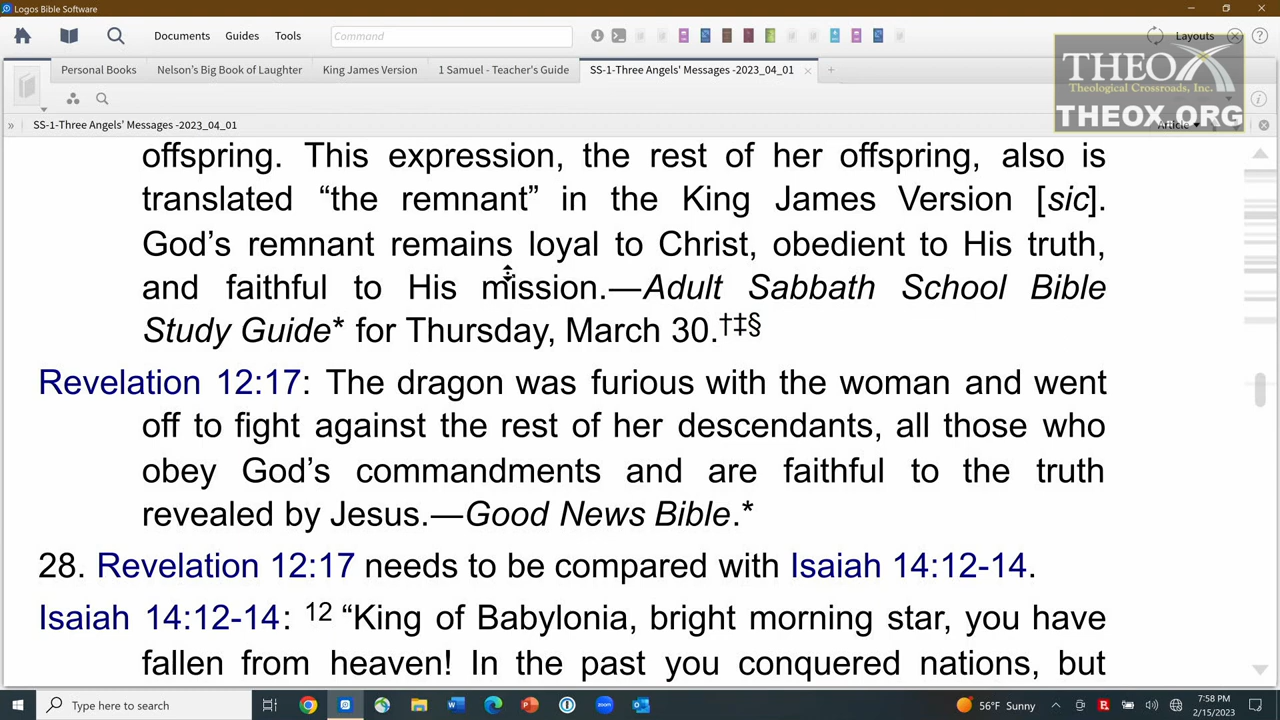 Logos Bible Software
Documents Guides Tools Command Layouts
Personal Books Nelson's Big Book of Laughter King James Ver 1 Samuel - Teacher's Guide SS-1-Three Angels' Messages -2023_04_01
THEOX
Theological Crossroads, Inc.
THEOX.ORG
SS-1-Three Angels' Messages -2023_04_01 Article
offspring. This expression, the rest of her offspring, also is
translated “the remnant” in the King James Version [sic].
God’s remnant remains loyal to Christ, obedient to His truth,
and faithful to His mission.—Adult Sabbath School Bible
Study Guide* for Thursday, March 30.†‡§
Revelation 12:17: The dragon was furious with the woman and went
off to fight against the rest of her descendants, all those who
obey God’s commandments and are faithful to the truth
revealed by Jesus.—Good News Bible.*
28. Revelation 12:17 needs to be compared with Isaiah 14:12-14.
Isaiah 14:12-14: 12 “King of Babylonia, bright morning star, you have
fallen from heaven! In the past you conquered nations, but
Type here to search 56°F Sunny 7:58 PM
2/15/2023